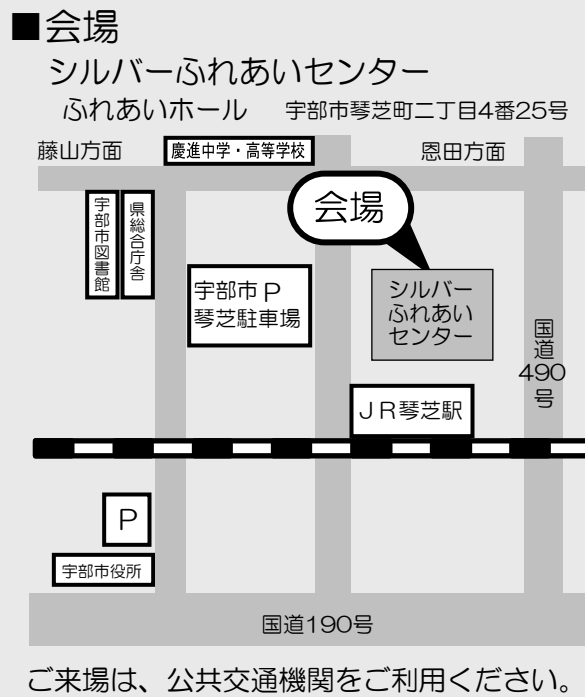 ■会場
シルバーふれあいセンター
ふれあいホール 宇部市琴芝町二丁目4番25号
藤山方面
慶進中学・高等学校
恩田方面
宇部市図書館
県総合庁舎
会場
宇部市P
琴芝駐車場
シルバー
ふれあい
センター
国道
490
号
JR琴芝駅
P
宇部市役所
国道190号
ご来場は、公共交通機関をご利用ください。